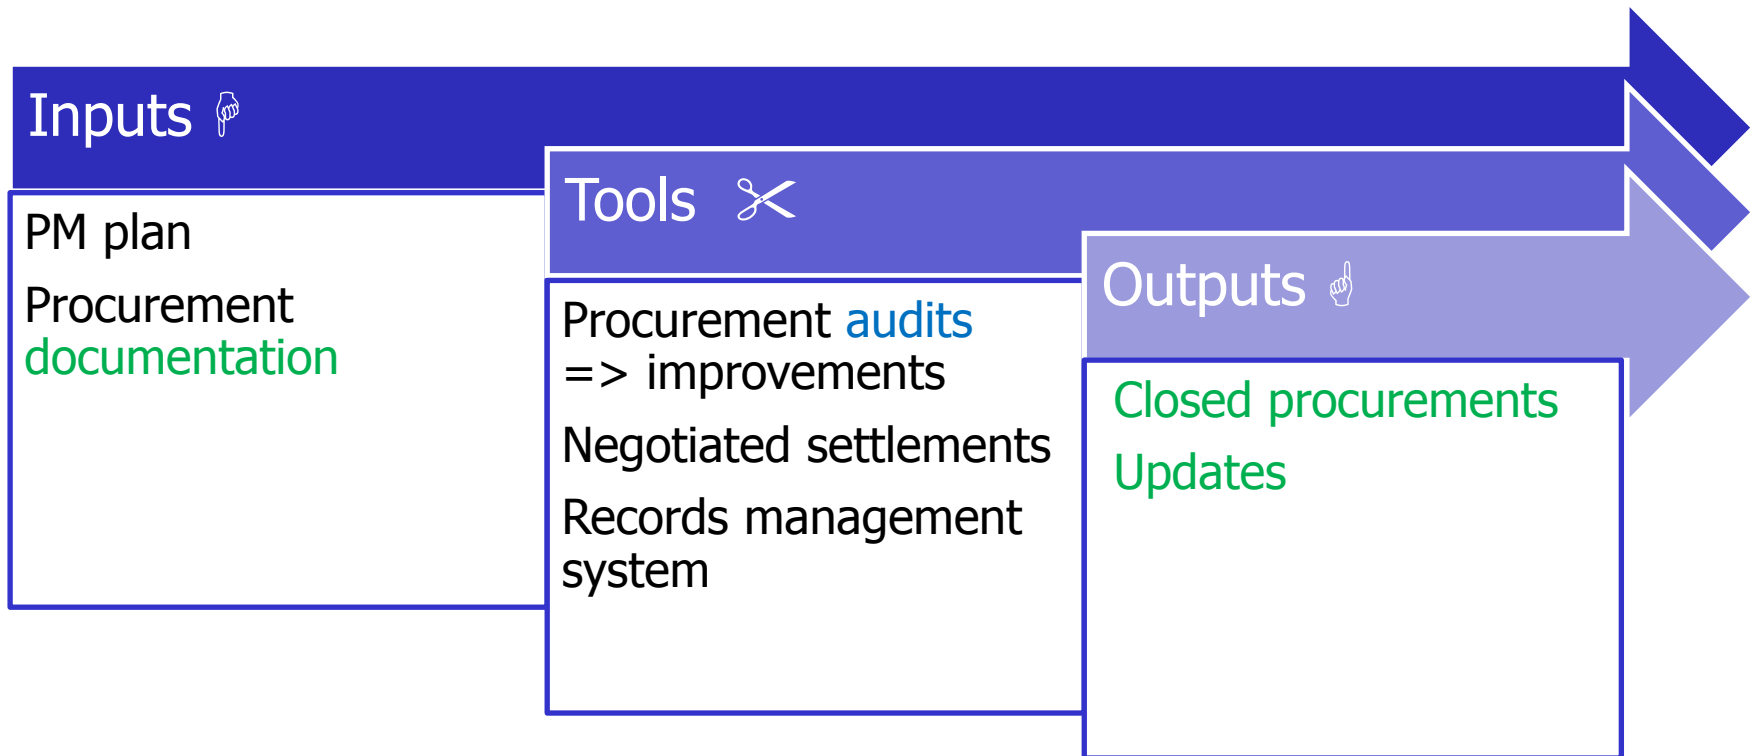 Inputs ☟
PM plan
Procurement
documentation
Tools ✂
Procurement audits
=> improvements
Negotiated settlements
Records management
system
Outputs ☝
Closed procurements
Updates